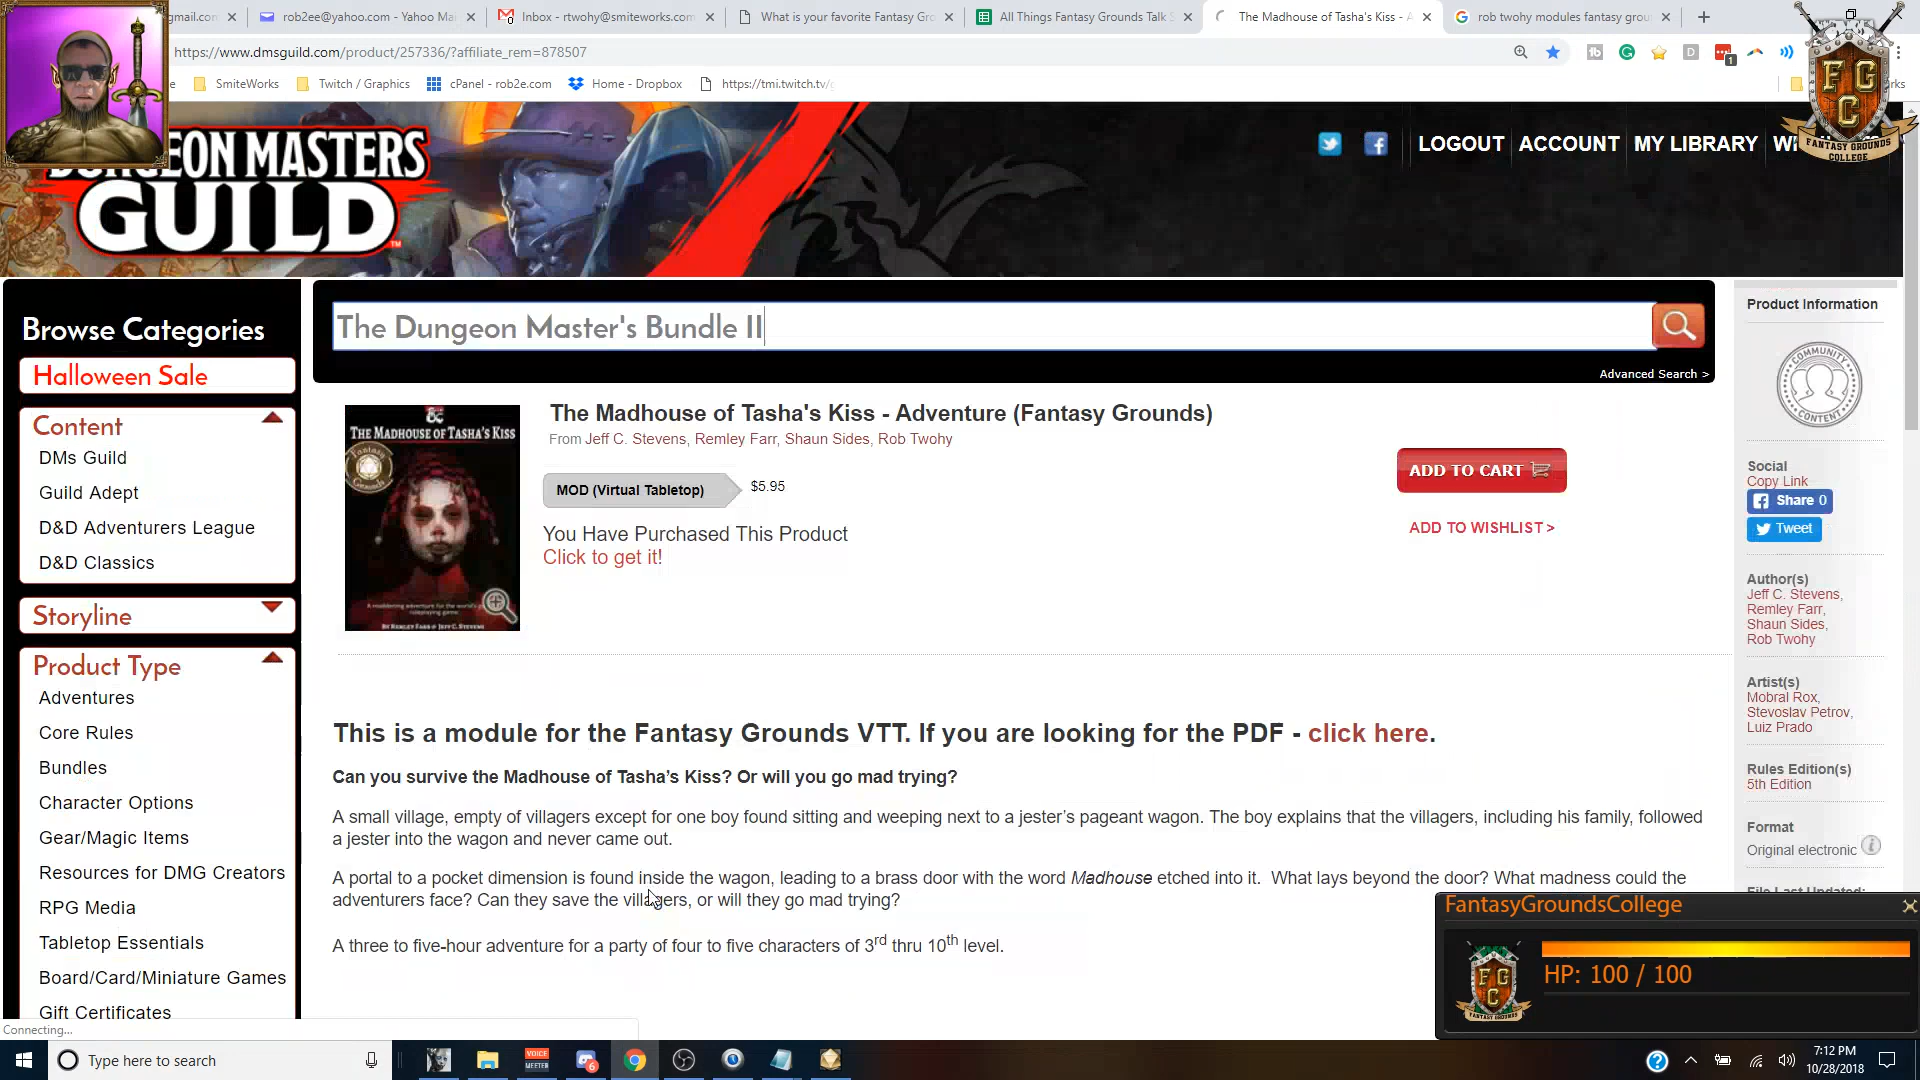 gmail.com
rob2ee@yahoo.com - Yahoo Ma
Inbox - rtwohy@smiteworks.com
What is your favorite Fantasy Gro
All Things Fantasy Grounds Talk S
The Madhouse of Tasha's Kiss - A
rob twohy modules fantasy groun
https://www.dmsguild.com/product/257336/?affiliate_rem=878507
SmiteWorks
Twitch / Graphics
cPanel - rob2e.com
Home - Dropbox
https://tmi.twitch.tv/g
FGC
FANTASY GROUNDS
COLLEGE
EON MASTERS
GUILD
LOGOUT
ACCOUNT
MY LIBRARY
Browse Categories
Halloween Sale
Content
DMs Guild
Guild Adept
D&D Adventurers League
D&D Classics
Storyline
Product Type
Adventures
Core Rules
Bundles
Character Options
Gear/Magic Items
Resources for DMG Creators
RPG Media
Tabletop Essentials
Board/Card/Miniature Games
Gift Certificates
Connecting...
The Dungeon Master's Bundle II
Advanced Search >
THE MADHOUSE OF TASHA'S KISS
The Madhouse of Tasha's Kiss - Adventure (Fantasy Grounds)
From Jeff C. Stevens, Remley Farr, Shaun Sides, Rob Twohy
MOD (Virtual Tabletop)
$5.95
You Have Purchased This Product
Click to get it!
ADD TO CART
ADD TO WISHLIST >
This is a module for the Fantasy Grounds VTT. If you are looking for the PDF - click here.
Can you survive the Madhouse of Tasha's Kiss? Or will you go mad trying?
A small village, empty of villagers except for one boy found sitting and weeping next to a jester's pageant wagon. The boy explains that the villagers, including his family, followed
a jester into the wagon and never came out.
A portal to a pocket dimension is found inside the wagon, leading to a brass door with the word Madhouse etched into it. What lays beyond the door? What madness could the
adventurers face? Can they save the villagers, or will they go mad trying?
A three to five-hour adventure for a party of four to five characters of 3rd thru 10th level.
Product Information
COMMUNITY
CONTENT
Social
Copy Link
Share 0
Tweet
Author(s)
Jeff C. Stevens,
Remley Farr,
Shaun Sides,
Rob Twohy
Artist(s)
Mobral Rox,
Stevoslav Petrov,
Luiz Prado
Rules Edition(s)
5th Edition
Format
Original electronic
File Last Updated:
FantasyGroundsCollege
FGC
HP: 100 / 100
Type here to search
VOICE
MEETER
6
7:12 PM
10/28/2018